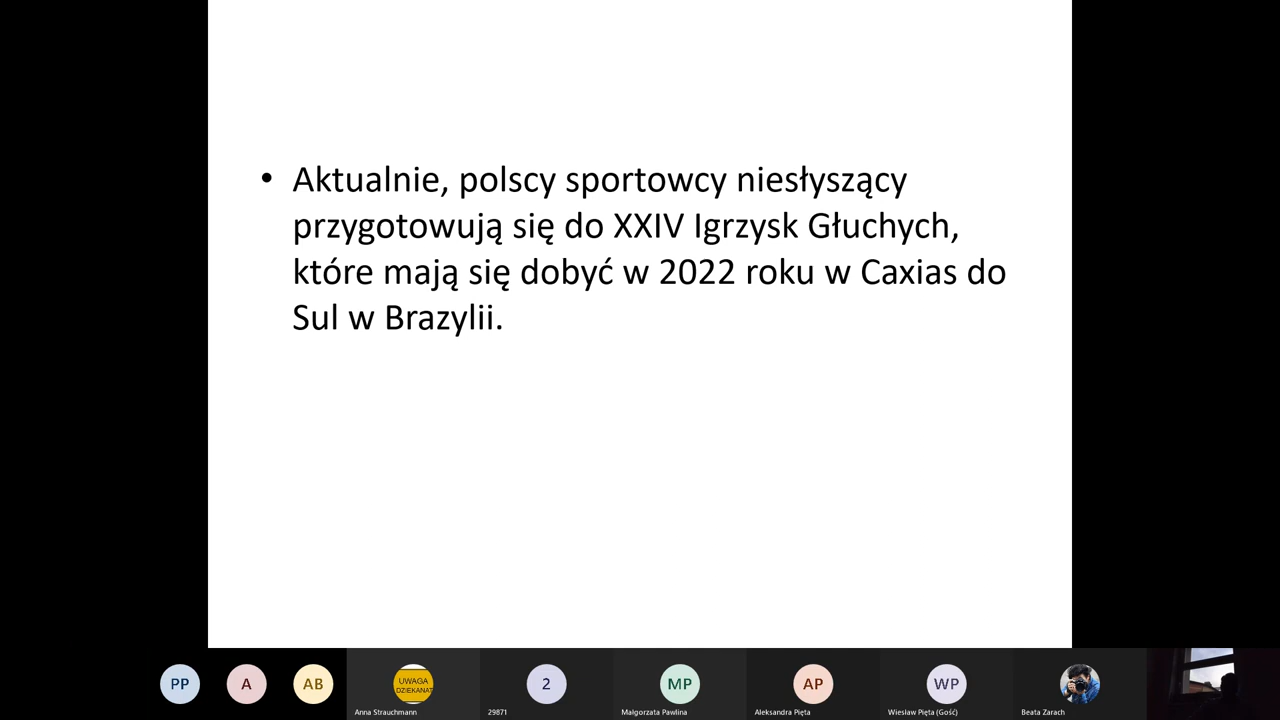 • Aktualnie, polscy sportowcy niesłyszący
przygotowują się do XXIV Igrzysk Głuchych,
które mają się dobyć w 2022 roku w Caxias do
Sul w Brazylii.
PP
A
AB
UWAGA
DZIEKANAT
2
MP
AP
WP
Anna Strauchmann
29871
Małgorzata Pawlina
Aleksandra Pięta
Wiesław Pięta (Gość)
Beata Zarach